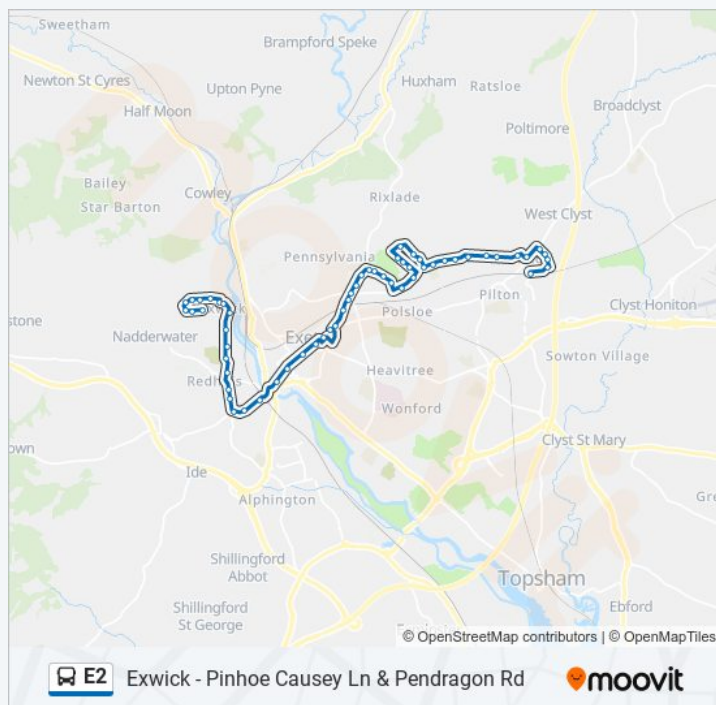 Sweetham
Brampford Speke
Newton St Cyres
Upton Pyne
Huxham
Ratsloe
Broadclyst
Half Moon
Poltimore
Bailey
Star Barton
Cowley
Rixlade
West Clyst
Pennsylvania
Pilton
Clyst Honiton
Polsloe
stone
Nadderwater
Exe
Sowton Village
Heavitree
Redhills
Wonford
Clyst St Mary
own
Ide
Alphington
Gre
Shillingford
Abbot
Topsham
Shillingford
St George
Ebford
© OpenStreetMap contributors | © OpenMapTiles
E2 Exwick - Pinhoe Causey Ln & Pendragon Rd moovit